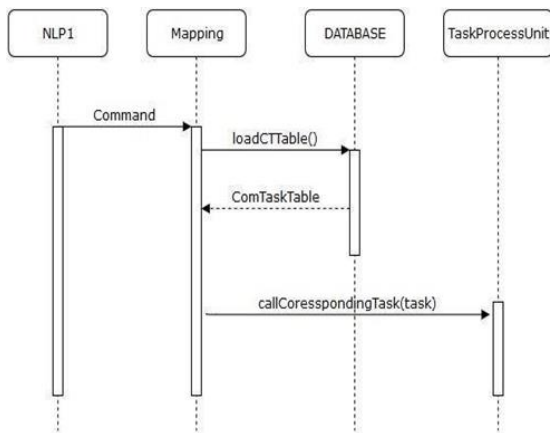 NLP1
Mapping
DATABASE
TaskProcessUnit
Command
loadCTTable()
ComTaskTable
callCoresspondingTask(task)